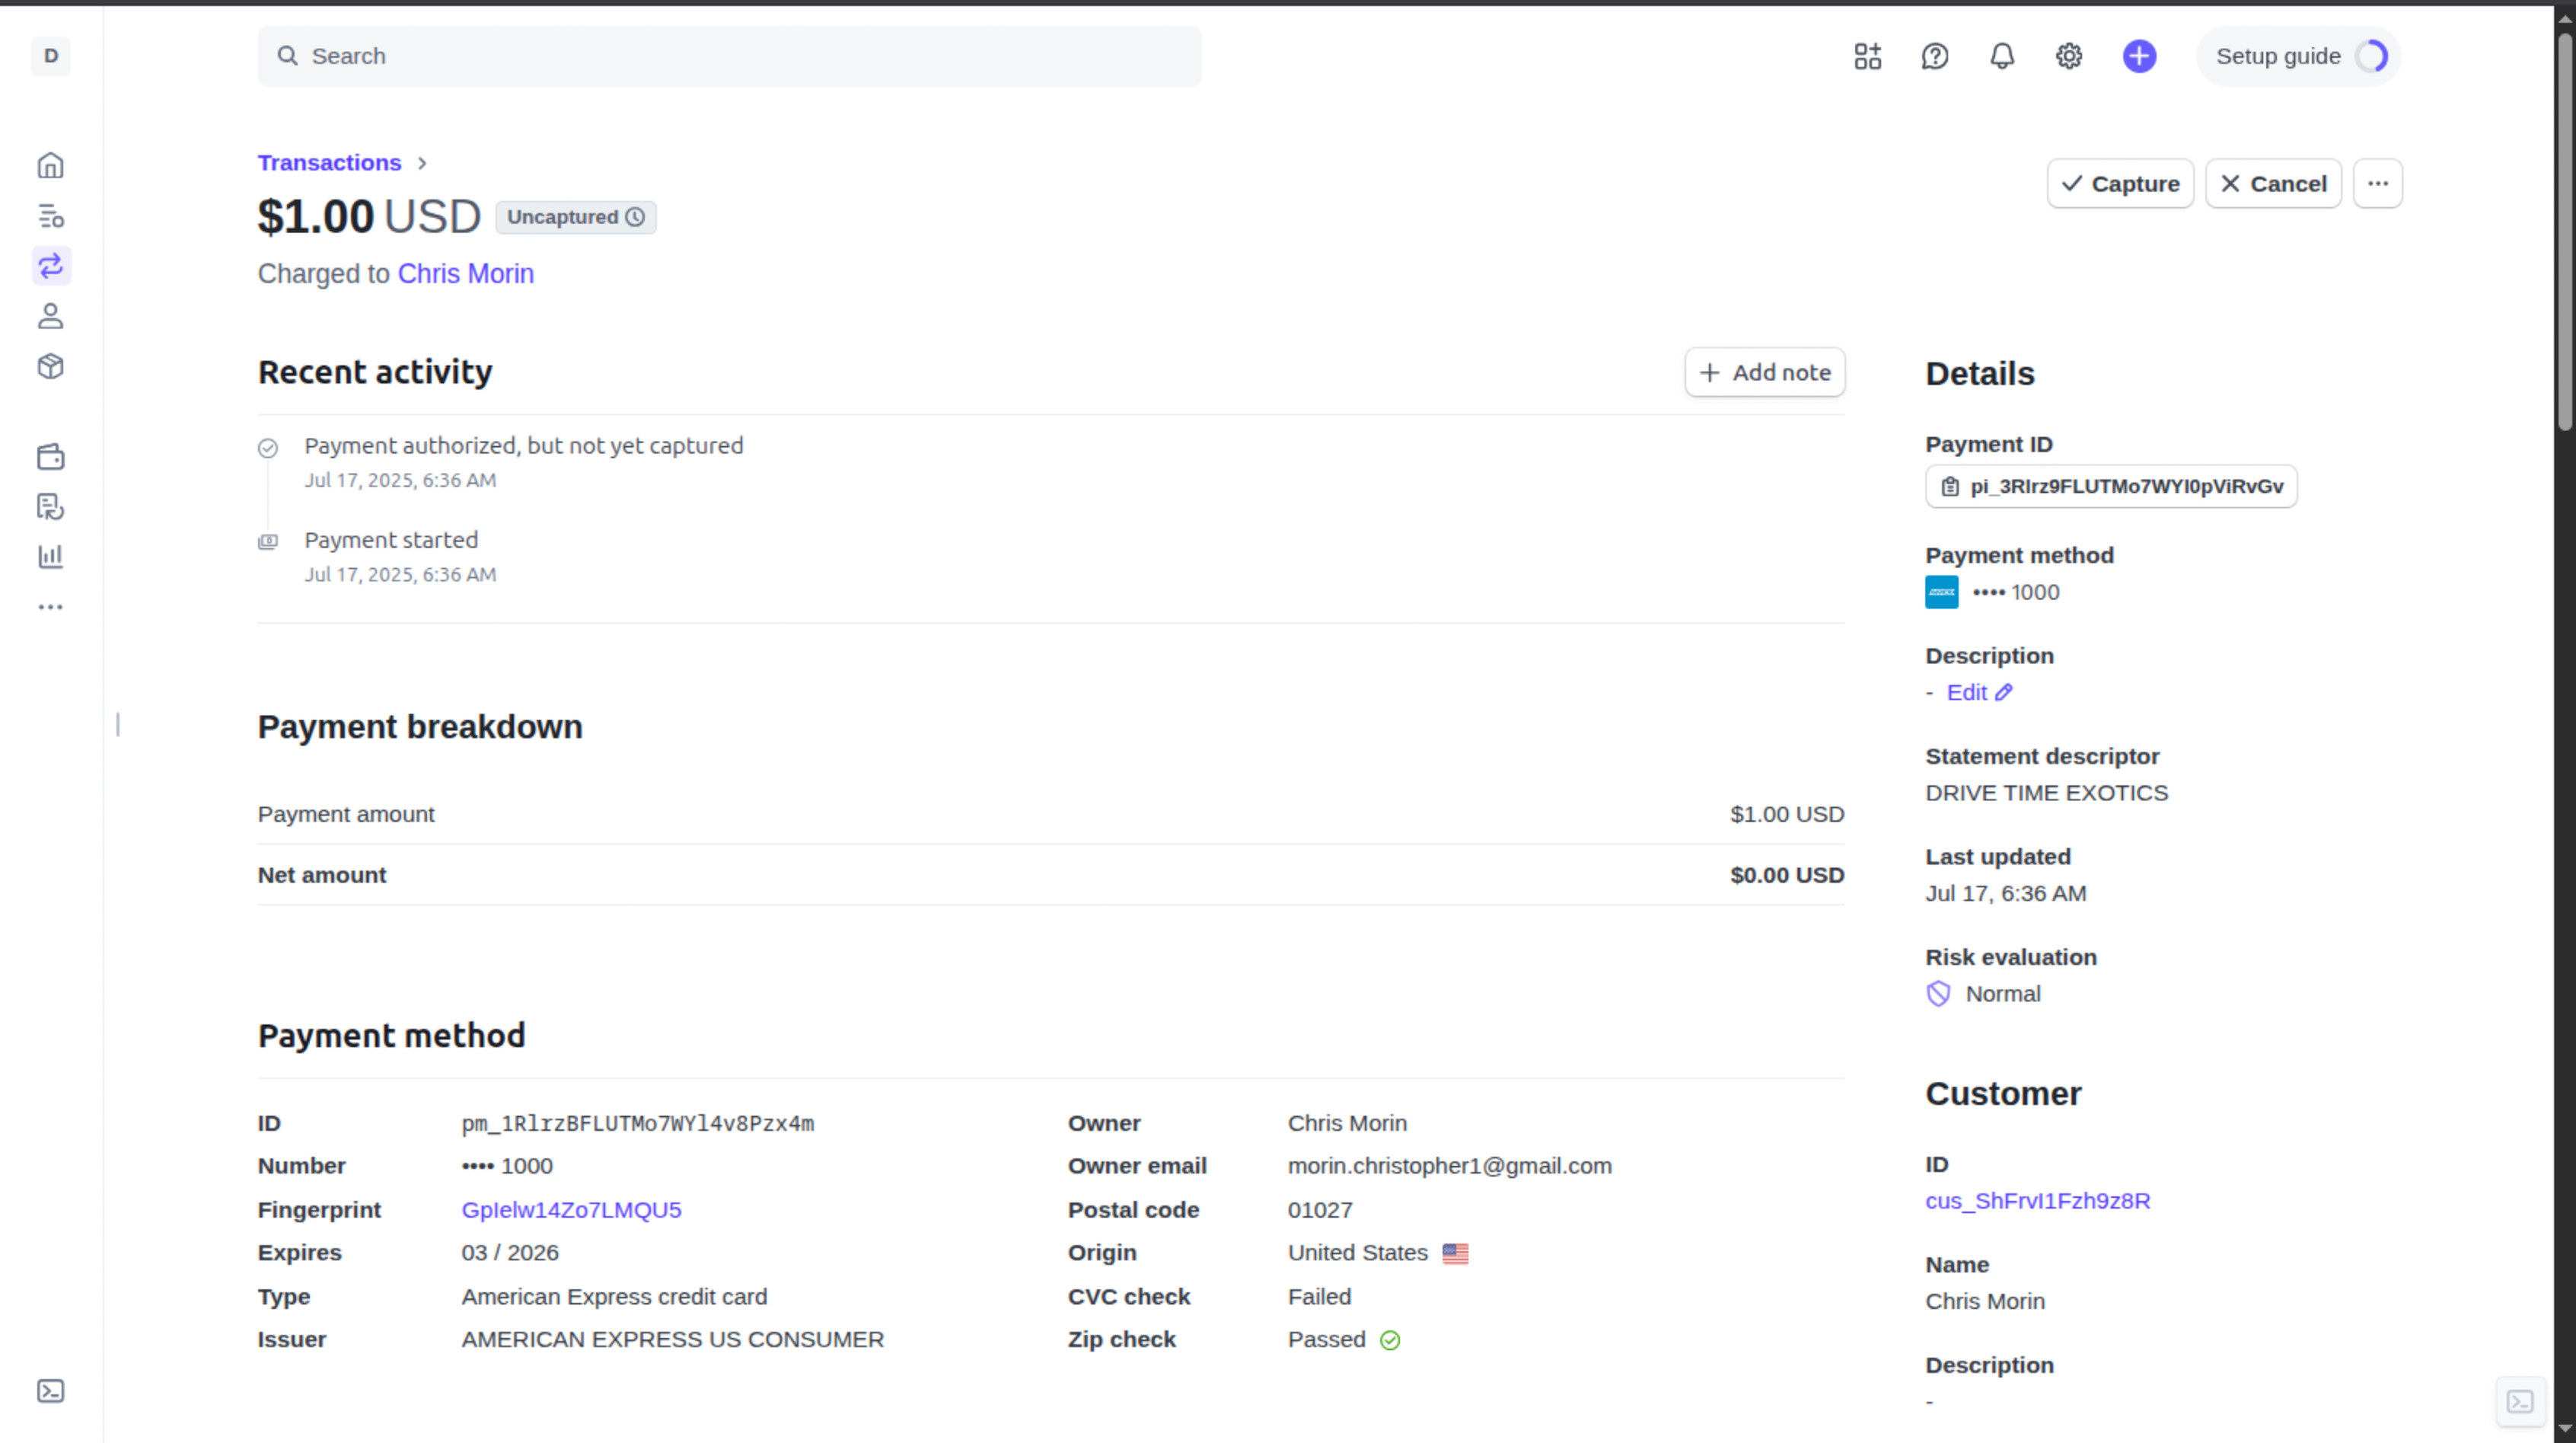 D
Search
Setup guide
Transactions
$1.00 USD Uncaptured
Capture
Cancel
Charged to Chris Morin
Recent activity
Add note
Payment authorized, but not yet captured
Jul 17, 2025, 6:36 AM
Payment started
Jul 17, 2025, 6:36 AM
Payment breakdown
Payment amount $1.00 USD
Net amount $0.00 USD
Payment method
ID pm_1RlrzBFLUTMo7WYl4v8Pzx4m
Number •••• 1000
Fingerprint GpIelw14Zo7LMQU5
Expires 03 / 2026
Type American Express credit card
Issuer AMERICAN EXPRESS US CONSUMER
Owner Chris Morin
Owner email morin.christopher1@gmail.com
Postal code 01027
Origin United States
CVC check Failed
Zip check Passed
Details
Payment ID
pi_3Rlrz9FLUTMo7WYl0pViRvGv
Payment method
•••• 1000
Description
- Edit
Statement descriptor
DRIVE TIME EXOTICS
Last updated
Jul 17, 6:36 AM
Risk evaluation
Normal
Customer
ID
cus_ShFrvI1Fzh9z8R
Name
Chris Morin
Description
-